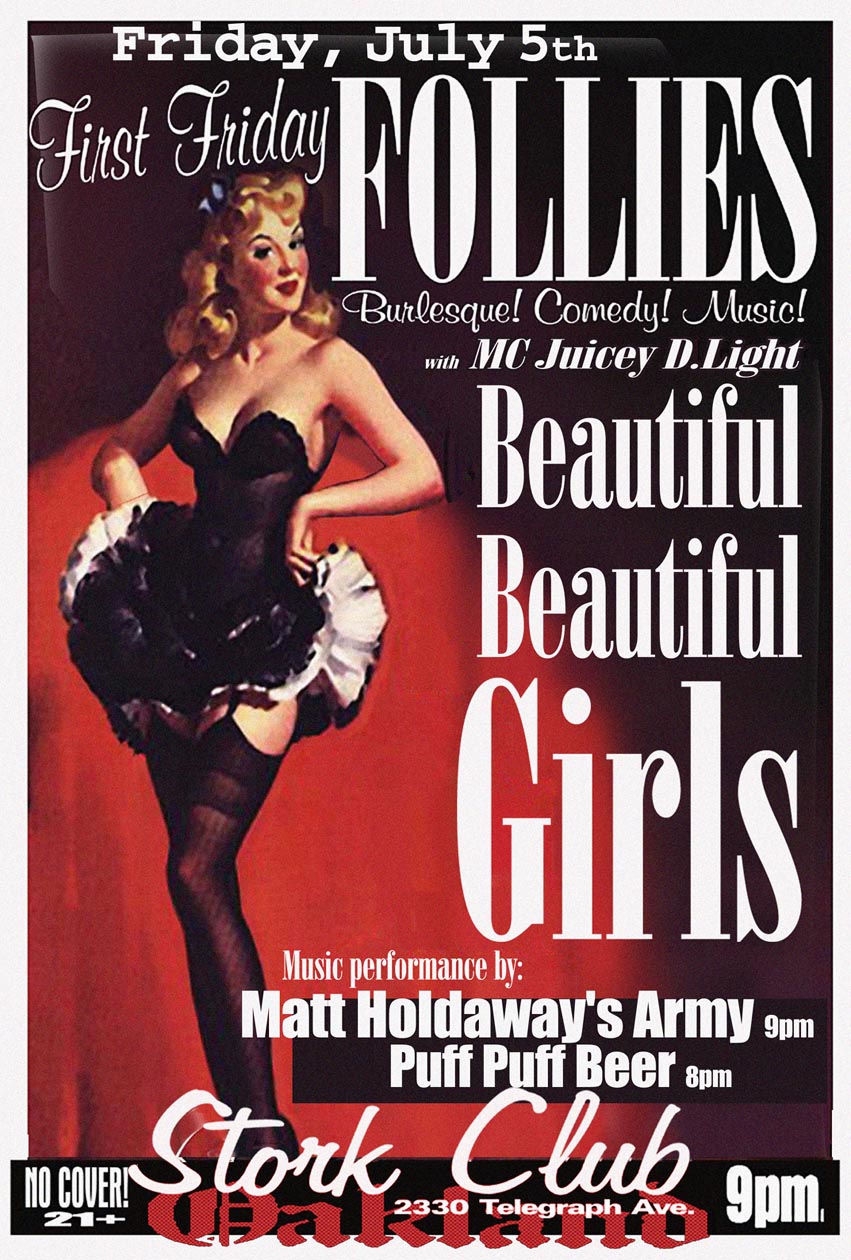 Friday, July 5th
First Friday
FOLLIES
Burlesque! Comedy! Music!
with MC Juicey D.Light
Beautiful
Beautiful
Girls
Music performance by:
Matt Holdaway's Army 9pm
Puff Puff Beer 8pm
Stork Club
NO COVER!
21+
2330 Telegraph Ave.
Oakland
9pm.